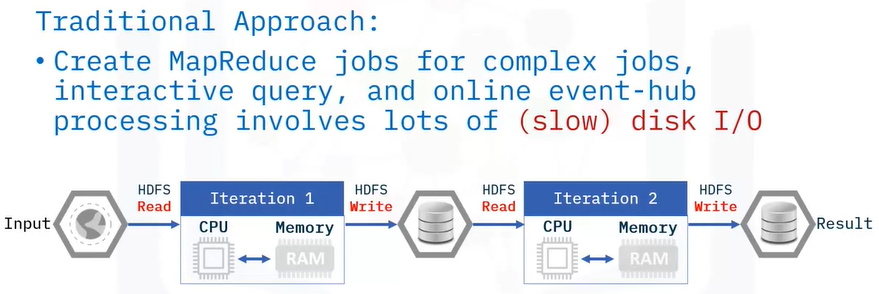 Traditional Approach:
• Create MapReduce jobs for complex jobs,
interactive query, and online event-hub
processing involves lots of (slow) disk I/O
Input
HDFS
Read
Iteration 1
CPU
Memory
RAM
HDFS
Write
HDFS
Read
Iteration 2
CPU
Memory
RAM
HDFS
Write
Result